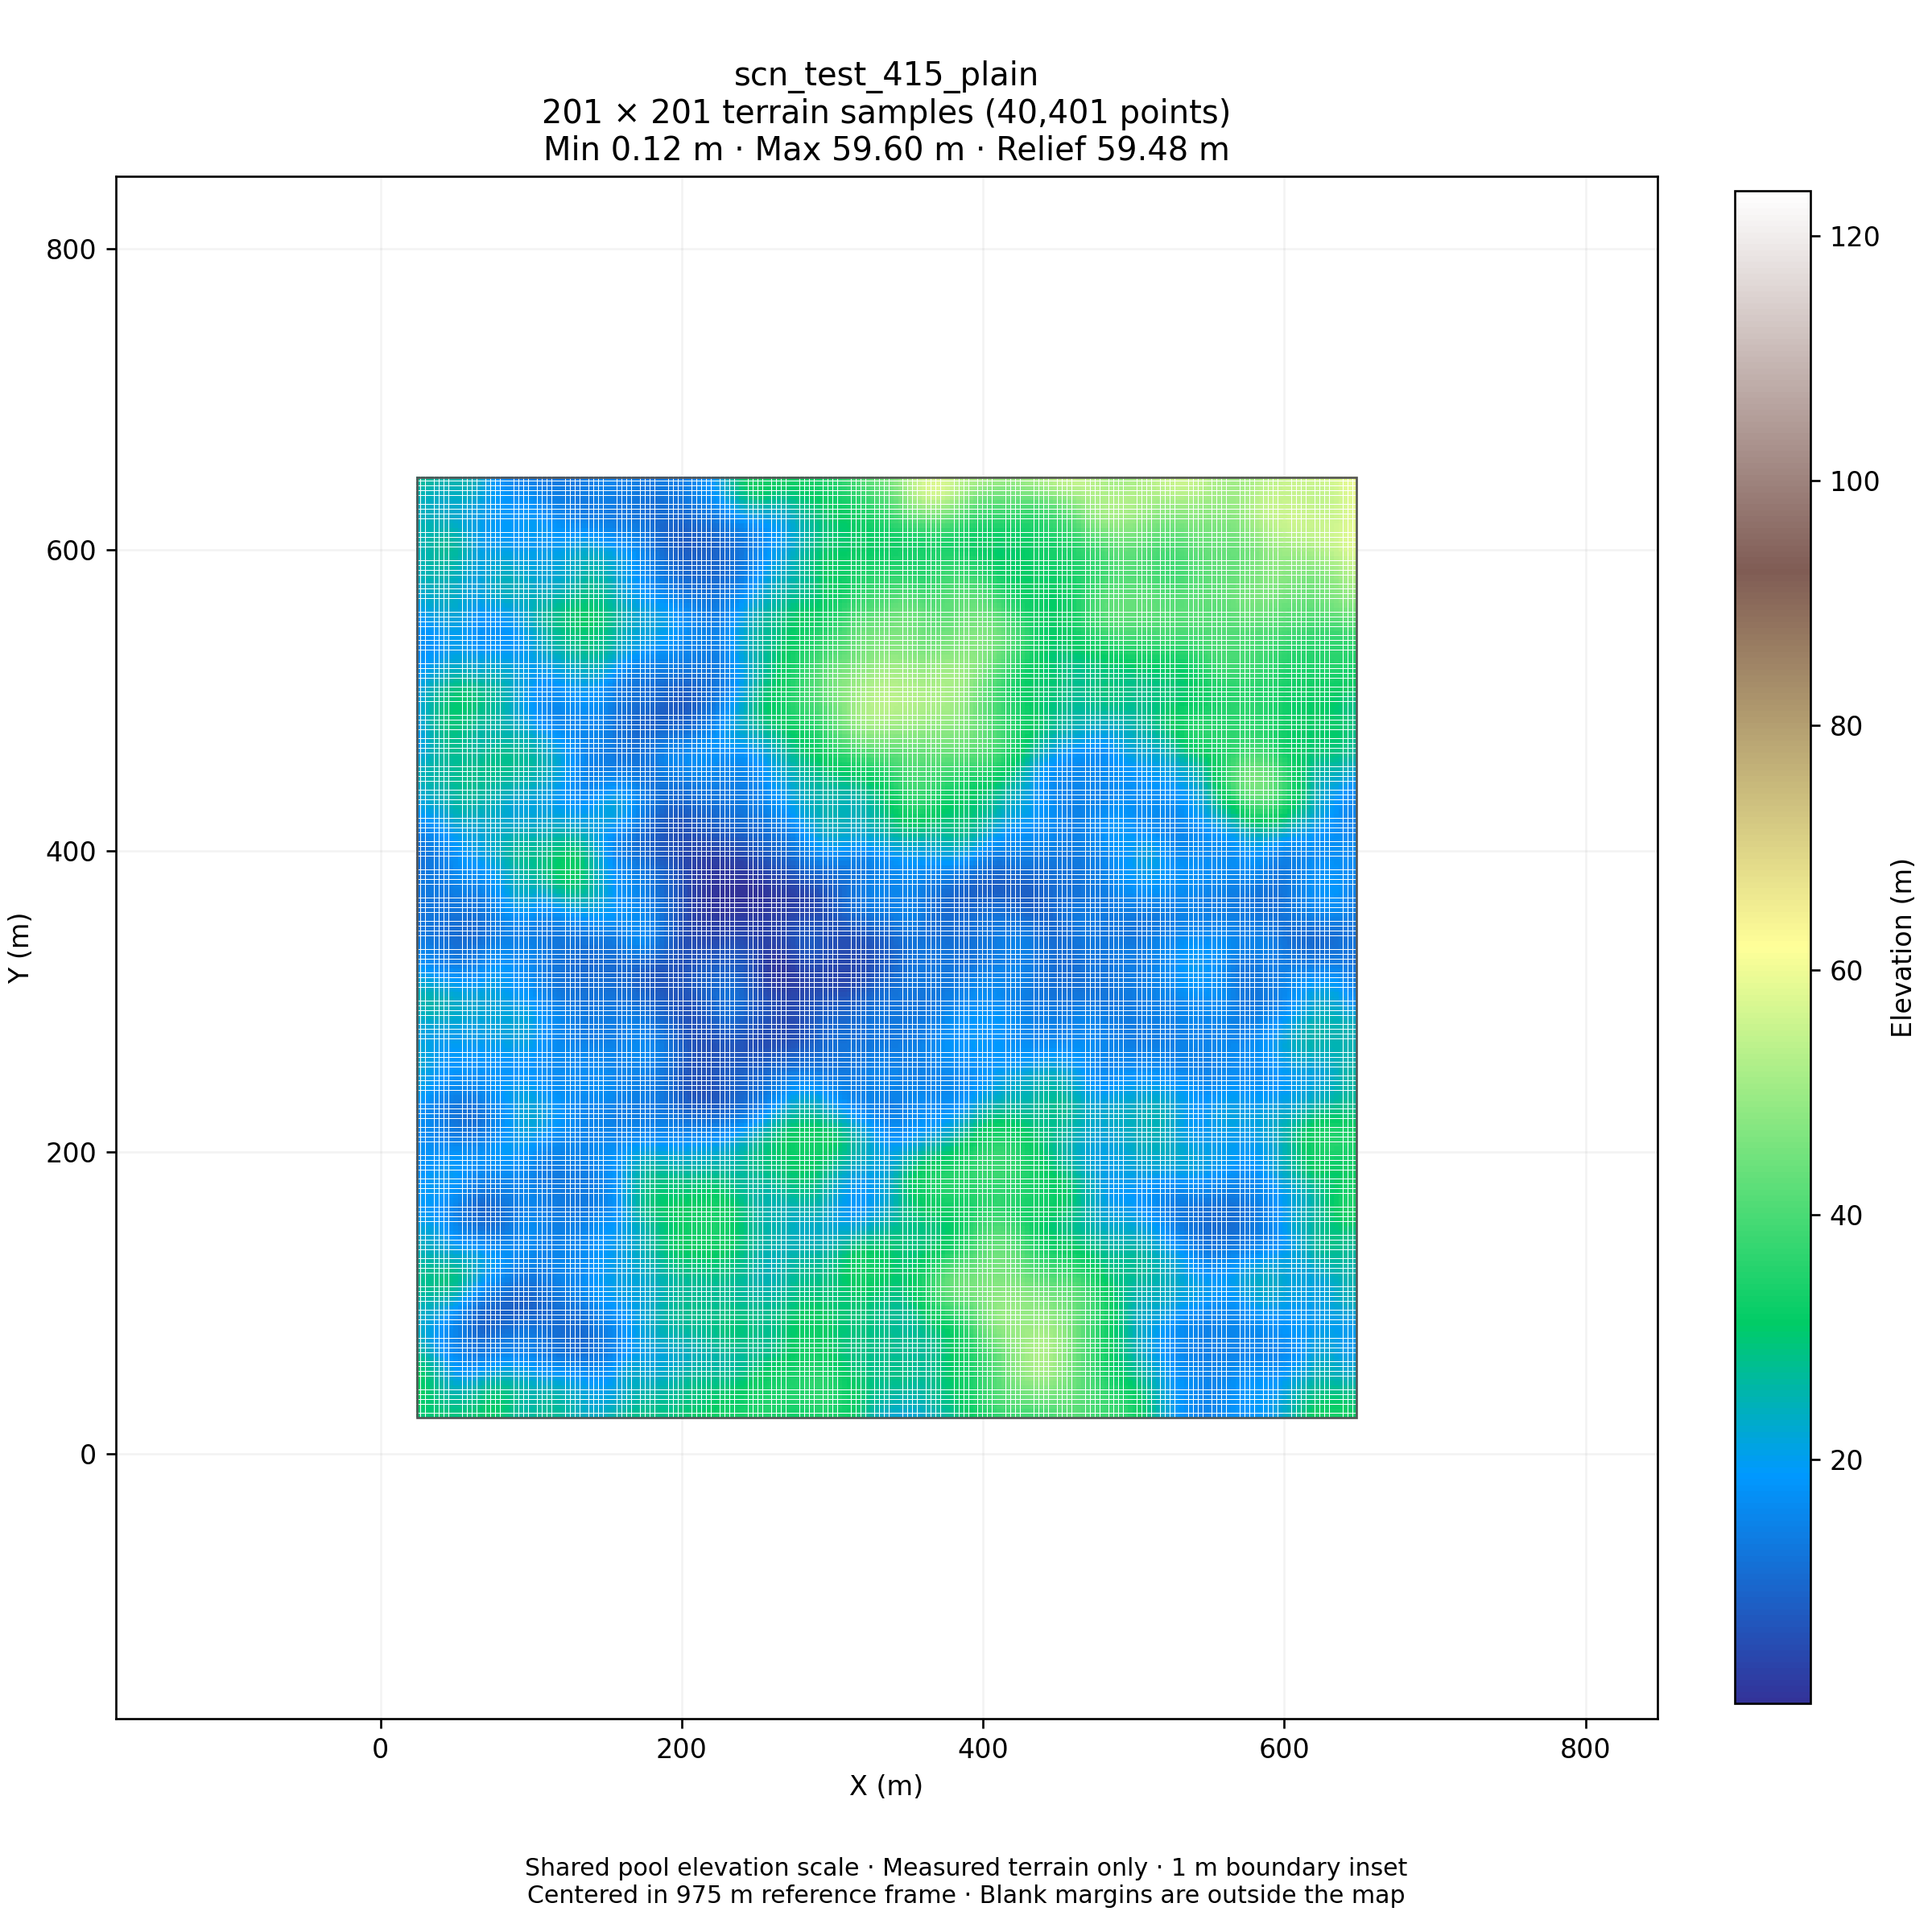 scn_test_415_plain
201 × 201 terrain samples (40,401 points)
Min 0.12 m · Max 59.60 m · Relief 59.48 m
800
600
400
200
0
Y (m)
0
200
400
600
800
X (m)
120
100
80
60
40
20
Elevation (m)
Shared pool elevation scale · Measured terrain only · 1 m boundary inset
Centered in 975 m reference frame · Blank margins are outside the map